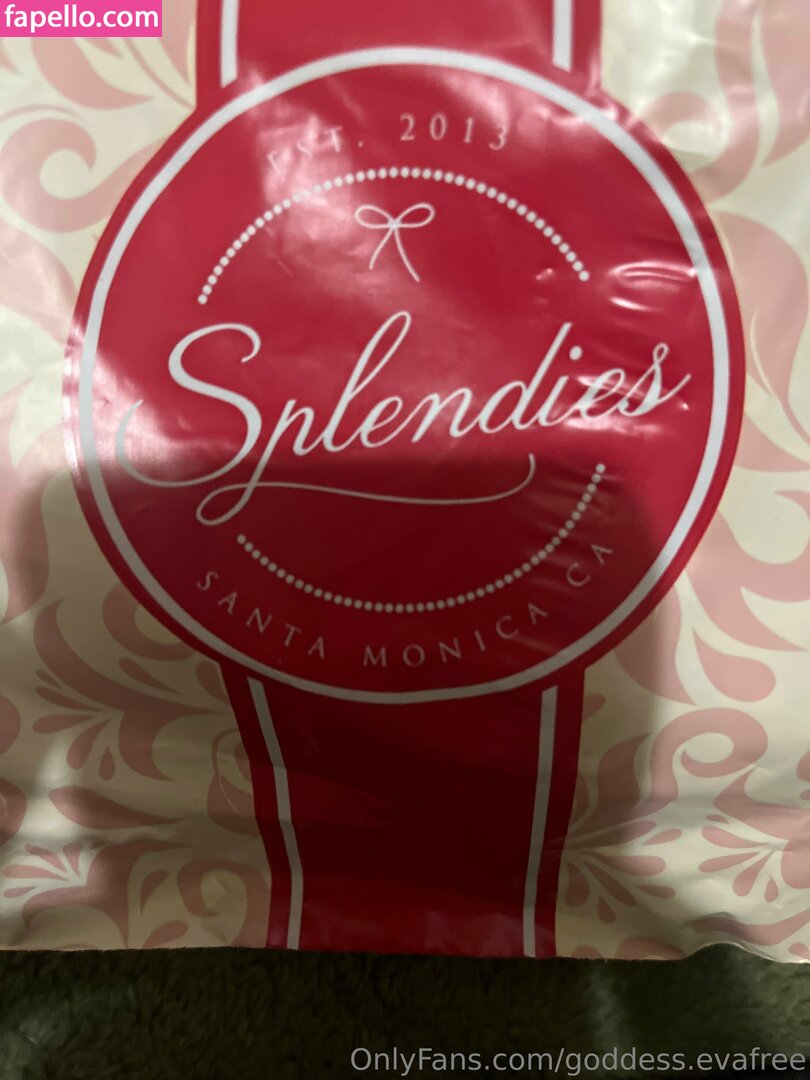 fapello.com
EST. 2013
Splendies
SANTA MONICA CA
OnlyFans.com/goddess.evafree